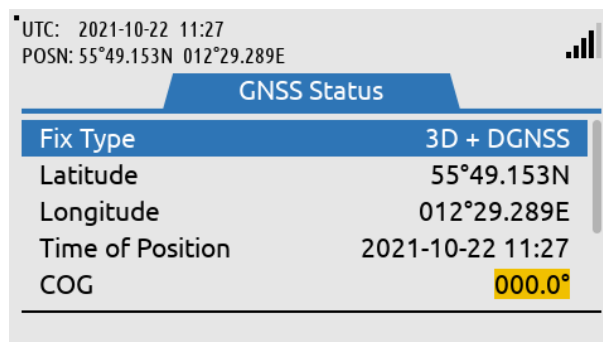 UTC: 2021-10-22 11:27
POSN: 55°49.153N 012°29.289E
GNSS Status
Fix Type 3D + DGNSS
Latitude 55°49.153N
Longitude 012°29.289E
Time of Position 2021-10-22 11:27
COG 000.0°